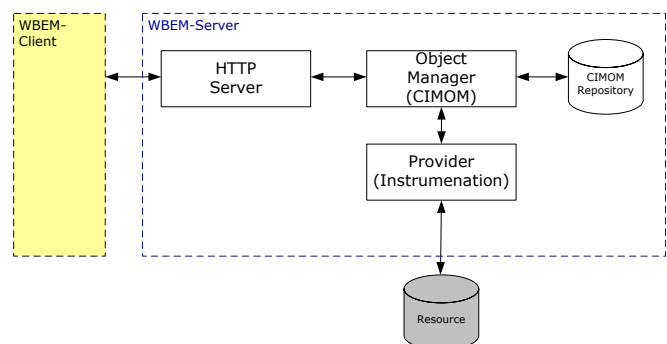 WBEM-
Client
WBEM-Server
HTTP
Server
Object
Manager
(CIMOM)
CIMOM
Repository
Provider
(Instrumenation)
Resource